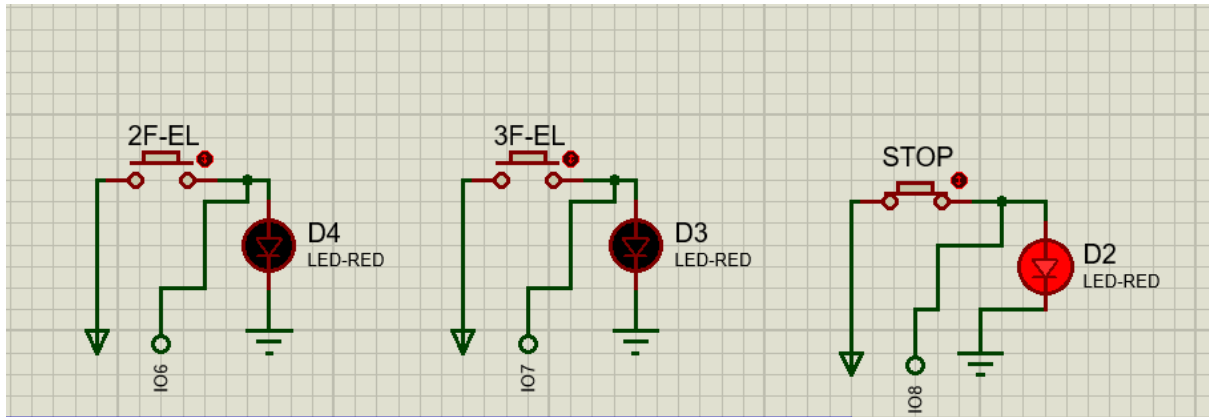 2F-EL
3F-EL
STOP
D4
LED-RED
D3
LED-RED
D2
LED-RED
IO6
IO7
IO8